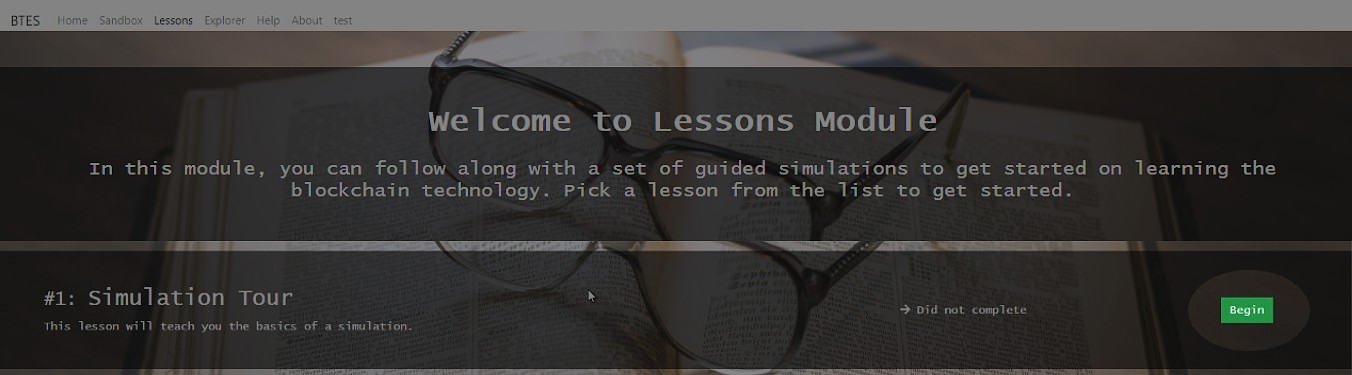 BTES Home Sandbox Lessons Explorer Help About test
Welcome to Lessons Module
In this module, you can follow along with a set of guided simulations to get started on learning the
blockchain technology. Pick a lesson from the list to get started.
#1: Simulation Tour
This lesson will teach you the basics of a simulation.
→ Did not complete
Begin